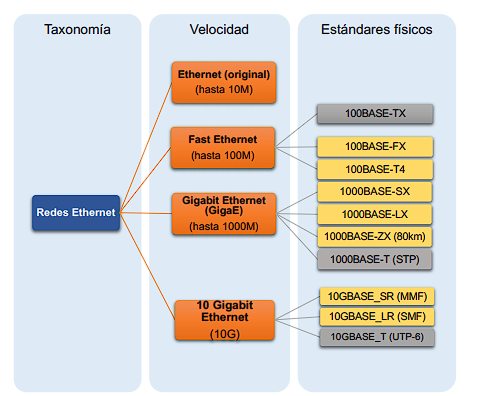 Taxonomía
Velocidad
Estándares físicos
Redes Ethernet
Ethernet (original)
(hasta 10M)
Fast Ethernet
(hasta 100M)
Gigabit Ethernet
(GigaE)
(hasta 1000M)
10 Gigabit
Ethernet
(10G)
100BASE-TX
100BASE-FX
100BASE-T4
1000BASE-SX
1000BASE-LX
1000BASE-ZX (80km)
1000BASE-T (STP)
10GBASE_SR (MMF)
10GBASE_LR (SMF)
10GBASE_T (UTP-6)